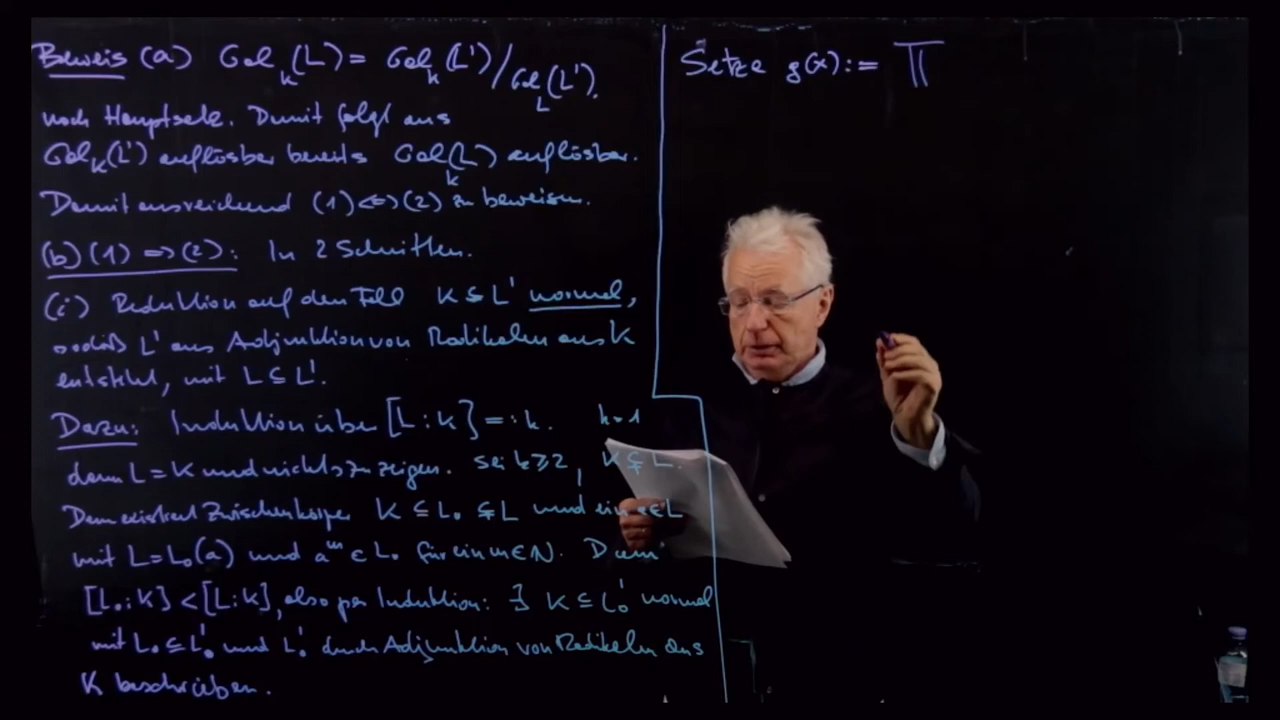 Beweis (a) Gal_K(L) = Gal_K(L')/Gal_L(L').
nach Hauptsatz. Damit folgt aus
Gal_K(L') auflösbar bereits Gal_K(L) auflösbar.
Damit ausreichend (1)<=>(2) zu beweisen.
(b) (1) => (2): In 2 Schritten.
(i) Reduktion auf den Fall K ⊆ L' normal,
sodaß L' aus Adjunktion von Radikalen aus K
entsteht, mit L ⊆ L'.
Dazu: Induktion über [L:K] =: k. k=1
dann L=K und nichts zu zeigen. Sei k≥2, K ⊊ L.
Dann existiert Zwischenkörper K ⊆ L₀ ⊊ L und ein a∈L
mit L=L₀(a) und a^m ∈ L₀ für ein m∈N. Dann
[L₀:K] < [L:K], also per Induktion: ∃ K ⊆ L₀' normal
mit L₀ ⊆ L₀' und L₀' durch Adjunktion von Radikalen aus
K beschrieben.
Setze g(x) := ∏